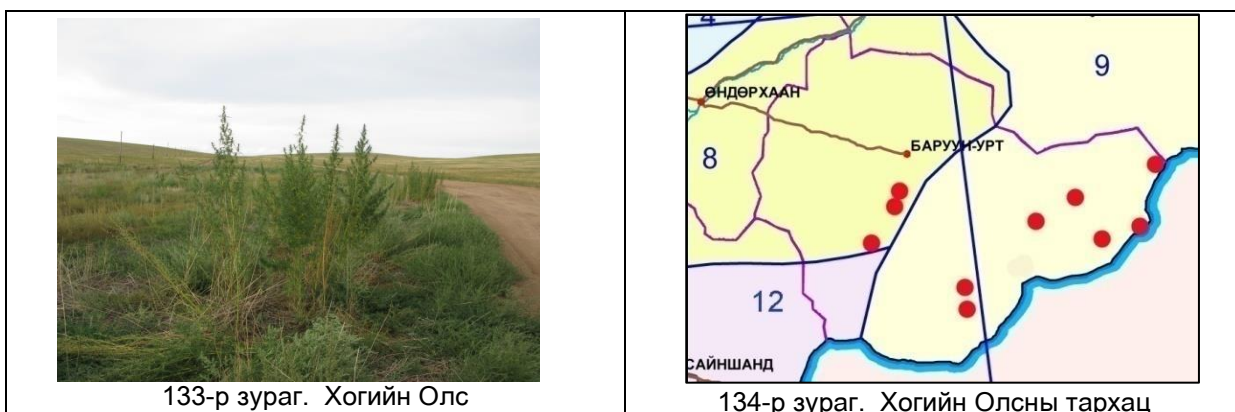 133-р зураг. Хогийн Олс
4
ӨНДӨРХААН
9
БАРУУН-УРТ
8
12
САЙНШАНД
134-р зураг. Хогийн Олсны тархац